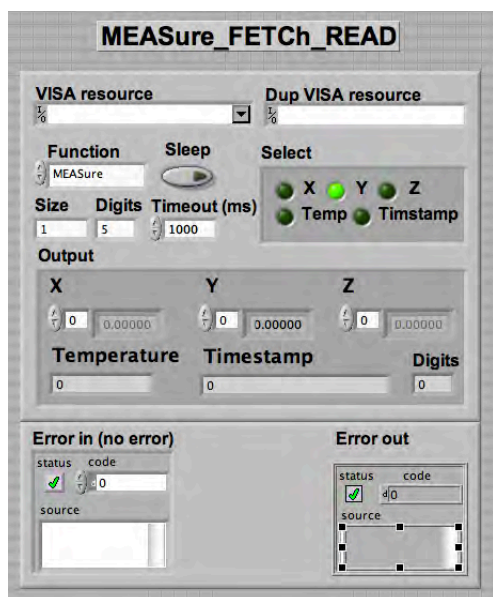 MEASure_FETCh_READ
VISA resource Dup VISA resource
I/O I/O
Function Sleep Select
MEASure X Y Z
Size Digits Timeout (ms) Temp Timstamp
1 5 1000
Output
X Y Z
0 0.00000 0 0.00000 0 0.00000
Temperature Timestamp Digits
0 0 0
Error in (no error) Error out
status code status code
d 0 d 0
source source